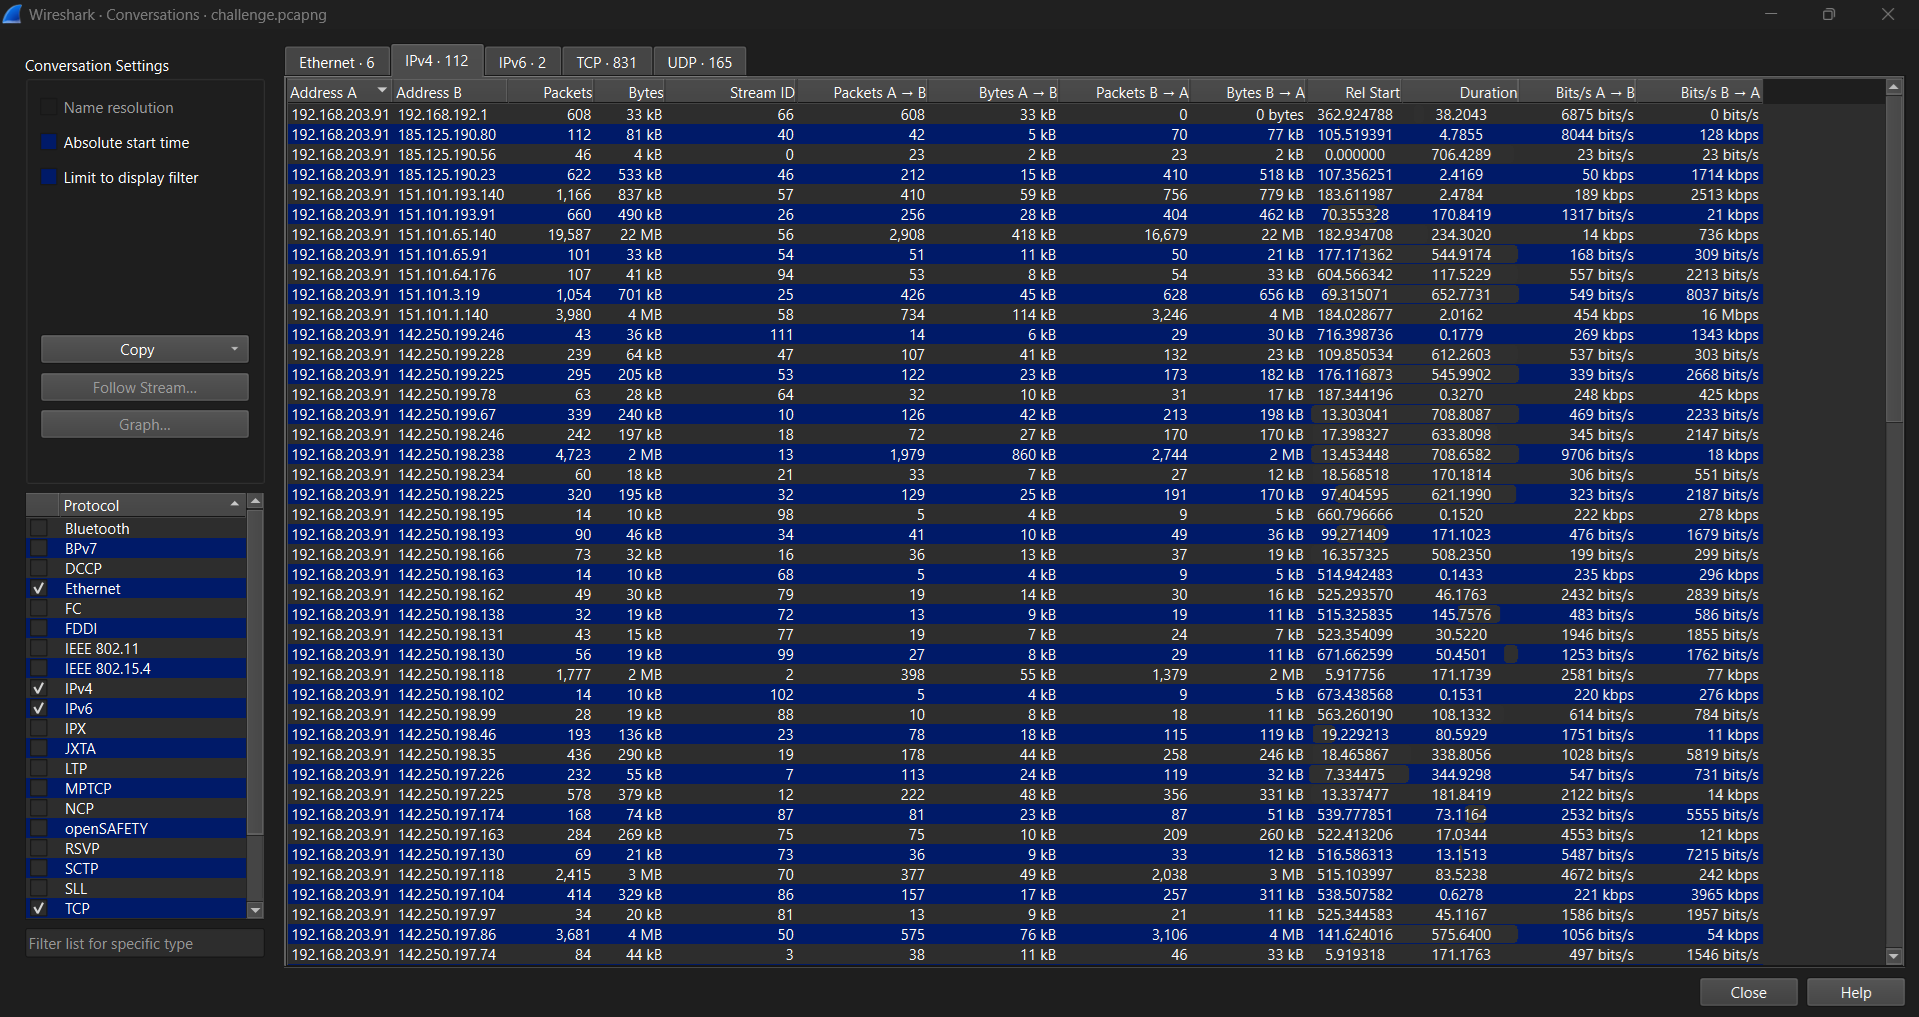 Wireshark · Conversations · challenge.pcapng
Conversation Settings
Name resolution
Absolute start time
Limit to display filter
Copy
Follow Stream...
Graph...
Protocol
Bluetooth
BPv7
DCCP
Ethernet
FC
FDDI
IEEE 802.11
IEEE 802.15.4
IPv4
IPv6
IPX
JXTA
LTP
MPTCP
NCP
openSAFETY
RSVP
SCTP
SLL
TCP
Filter list for specific type
Ethernet · 6 IPv4 · 112 IPv6 · 2 TCP · 831 UDP · 165
Address A Address B Packets Bytes Stream ID Packets A → B Bytes A → B Packets B → A Bytes B → A Rel Start Duration Bits/s A → B Bits/s B → A
192.168.203.91 192.168.192.1 608 33 kB 66 608 33 kB 0 0 bytes 362.924788 38.2043 6875 bits/s 0 bits/s
192.168.203.91 185.125.190.80 112 81 kB 40 42 5 kB 70 77 kB 105.519391 4.7855 8044 bits/s 128 kbps
192.168.203.91 185.125.190.56 46 4 kB 0 23 2 kB 23 2 kB 0.000000 706.4289 23 bits/s 23 bits/s
192.168.203.91 185.125.190.23 622 533 kB 46 212 15 kB 410 518 kB 107.356251 2.4169 50 kbps 1714 kbps
192.168.203.91 151.101.193.140 1,166 837 kB 57 410 59 kB 756 779 kB 183.611987 2.4784 189 kbps 2513 kbps
192.168.203.91 151.101.193.91 660 490 kB 26 256 28 kB 404 462 kB 70.355328 170.8419 1317 bits/s 21 kbps
192.168.203.91 151.101.65.140 19,587 22 MB 56 2,908 418 kB 16,679 22 MB 182.934708 234.3020 14 kbps 736 kbps
192.168.203.91 151.101.65.91 101 33 kB 54 51 11 kB 50 21 kB 177.171362 544.9174 168 bits/s 309 bits/s
192.168.203.91 151.101.64.176 107 41 kB 94 53 8 kB 54 33 kB 604.566342 117.5229 557 bits/s 2213 bits/s
192.168.203.91 151.101.3.19 1,054 701 kB 25 426 45 kB 628 656 kB 69.315071 652.7731 549 bits/s 8037 bits/s
192.168.203.91 151.101.1.140 3,980 4 MB 58 734 114 kB 3,246 4 MB 184.028677 2.0162 454 kbps 16 Mbps
192.168.203.91 142.250.199.246 43 36 kB 111 14 6 kB 29 30 kB 716.398736 0.1779 269 kbps 1343 kbps
192.168.203.91 142.250.199.228 239 64 kB 47 107 41 kB 132 23 kB 109.850534 612.2603 537 bits/s 303 bits/s
192.168.203.91 142.250.199.225 295 205 kB 53 122 23 kB 173 182 kB 176.116873 545.9902 339 bits/s 2668 bits/s
192.168.203.91 142.250.199.78 63 28 kB 64 32 10 kB 31 17 kB 187.344196 0.3270 248 kbps 425 kbps
192.168.203.91 142.250.199.67 339 240 kB 10 126 42 kB 213 198 kB 13.303041 708.8087 469 bits/s 2233 bits/s
192.168.203.91 142.250.198.246 242 197 kB 18 72 27 kB 170 170 kB 17.398327 633.8098 345 bits/s 2147 bits/s
192.168.203.91 142.250.198.238 4,723 2 MB 13 1,979 860 kB 2,744 2 MB 13.453448 708.6582 9706 bits/s 18 kbps
192.168.203.91 142.250.198.234 60 18 kB 21 33 7 kB 27 12 kB 18.568518 170.1814 306 bits/s 551 bits/s
192.168.203.91 142.250.198.225 320 195 kB 32 129 25 kB 191 170 kB 97.404595 621.1990 323 bits/s 2187 bits/s
192.168.203.91 142.250.198.195 14 10 kB 98 5 4 kB 9 5 kB 660.796666 0.1520 222 kbps 278 kbps
192.168.203.91 142.250.198.193 90 46 kB 34 41 10 kB 49 36 kB 99.271409 171.1023 476 bits/s 1679 bits/s
192.168.203.91 142.250.198.166 73 32 kB 16 36 13 kB 37 19 kB 16.357325 508.2350 199 bits/s 299 bits/s
192.168.203.91 142.250.198.163 14 10 kB 68 5 4 kB 9 5 kB 514.942483 0.1433 235 kbps 296 kbps
192.168.203.91 142.250.198.162 49 30 kB 79 19 14 kB 30 16 kB 525.293570 46.1763 2432 bits/s 2839 bits/s
192.168.203.91 142.250.198.138 32 19 kB 72 13 9 kB 19 11 kB 515.325835 145.7576 483 bits/s 586 bits/s
192.168.203.91 142.250.198.131 43 15 kB 77 19 7 kB 24 7 kB 523.354099 30.5220 1946 bits/s 1855 bits/s
192.168.203.91 142.250.198.130 56 19 kB 99 27 8 kB 29 11 kB 671.662599 50.4501 1253 bits/s 1762 bits/s
192.168.203.91 142.250.198.118 1,777 2 MB 2 398 55 kB 1,379 2 MB 5.917756 171.1739 2581 bits/s 77 kbps
192.168.203.91 142.250.198.102 14 10 kB 102 5 4 kB 9 5 kB 673.438568 0.1531 220 kbps 276 kbps
192.168.203.91 142.250.198.99 28 19 kB 88 10 8 kB 18 11 kB 563.260190 108.1332 614 bits/s 784 bits/s
192.168.203.91 142.250.198.46 193 136 kB 23 78 18 kB 115 119 kB 19.229213 80.5929 1751 bits/s 11 kbps
192.168.203.91 142.250.198.35 436 290 kB 19 178 44 kB 258 246 kB 18.465867 338.8056 1028 bits/s 5819 bits/s
192.168.203.91 142.250.197.226 232 55 kB 7 113 24 kB 119 32 kB 7.334475 344.9298 547 bits/s 731 bits/s
192.168.203.91 142.250.197.225 578 379 kB 12 222 48 kB 356 331 kB 13.337477 181.8419 2122 bits/s 14 kbps
192.168.203.91 142.250.197.174 168 74 kB 87 81 23 kB 87 51 kB 539.777851 73.1164 2532 bits/s 5555 bits/s
192.168.203.91 142.250.197.163 284 269 kB 75 75 10 kB 209 260 kB 522.413206 17.0344 4553 bits/s 121 kbps
192.168.203.91 142.250.197.130 69 21 kB 73 36 9 kB 33 12 kB 516.586313 13.1513 5487 bits/s 7215 bits/s
192.168.203.91 142.250.197.118 2,415 3 MB 70 377 49 kB 2,038 3 MB 515.103997 83.5238 4672 bits/s 242 kbps
192.168.203.91 142.250.197.104 414 329 kB 86 157 17 kB 257 311 kB 538.507582 0.6278 221 kbps 3965 kbps
192.168.203.91 142.250.197.97 34 20 kB 81 13 9 kB 21 11 kB 525.344583 45.1167 1586 bits/s 1957 bits/s
192.168.203.91 142.250.197.86 3,681 4 MB 50 575 76 kB 3,106 4 MB 141.624016 575.6400 1056 bits/s 54 kbps
192.168.203.91 142.250.197.74 84 44 kB 3 38 11 kB 46 33 kB 5.919318 171.1763 497 bits/s 1546 bits/s
Close Help